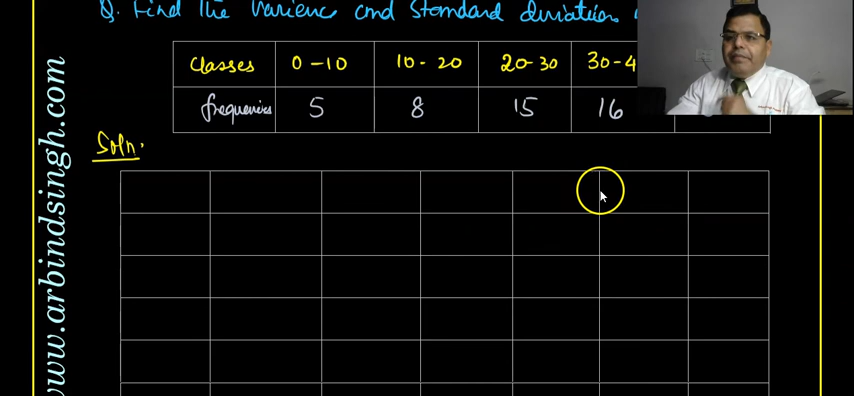 Q. Find The Varience and Standard deviation
Classes 0-10 10-20 20-30 30-4
frequencies 5 8 15 16
Soln.
www.arbindsingh.com